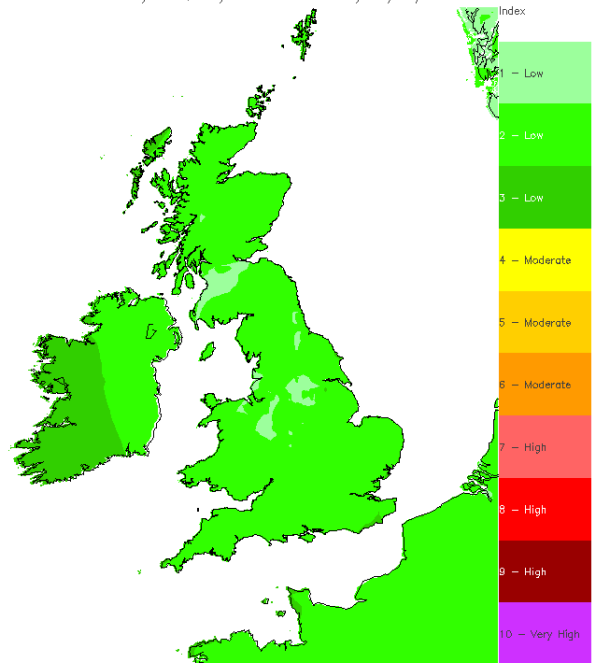 Index
1 – Low
2 – Low
3 – Low
4 – Moderate
5 – Moderate
6 – Moderate
7 – High
8 – High
9 – High
10 – Very High